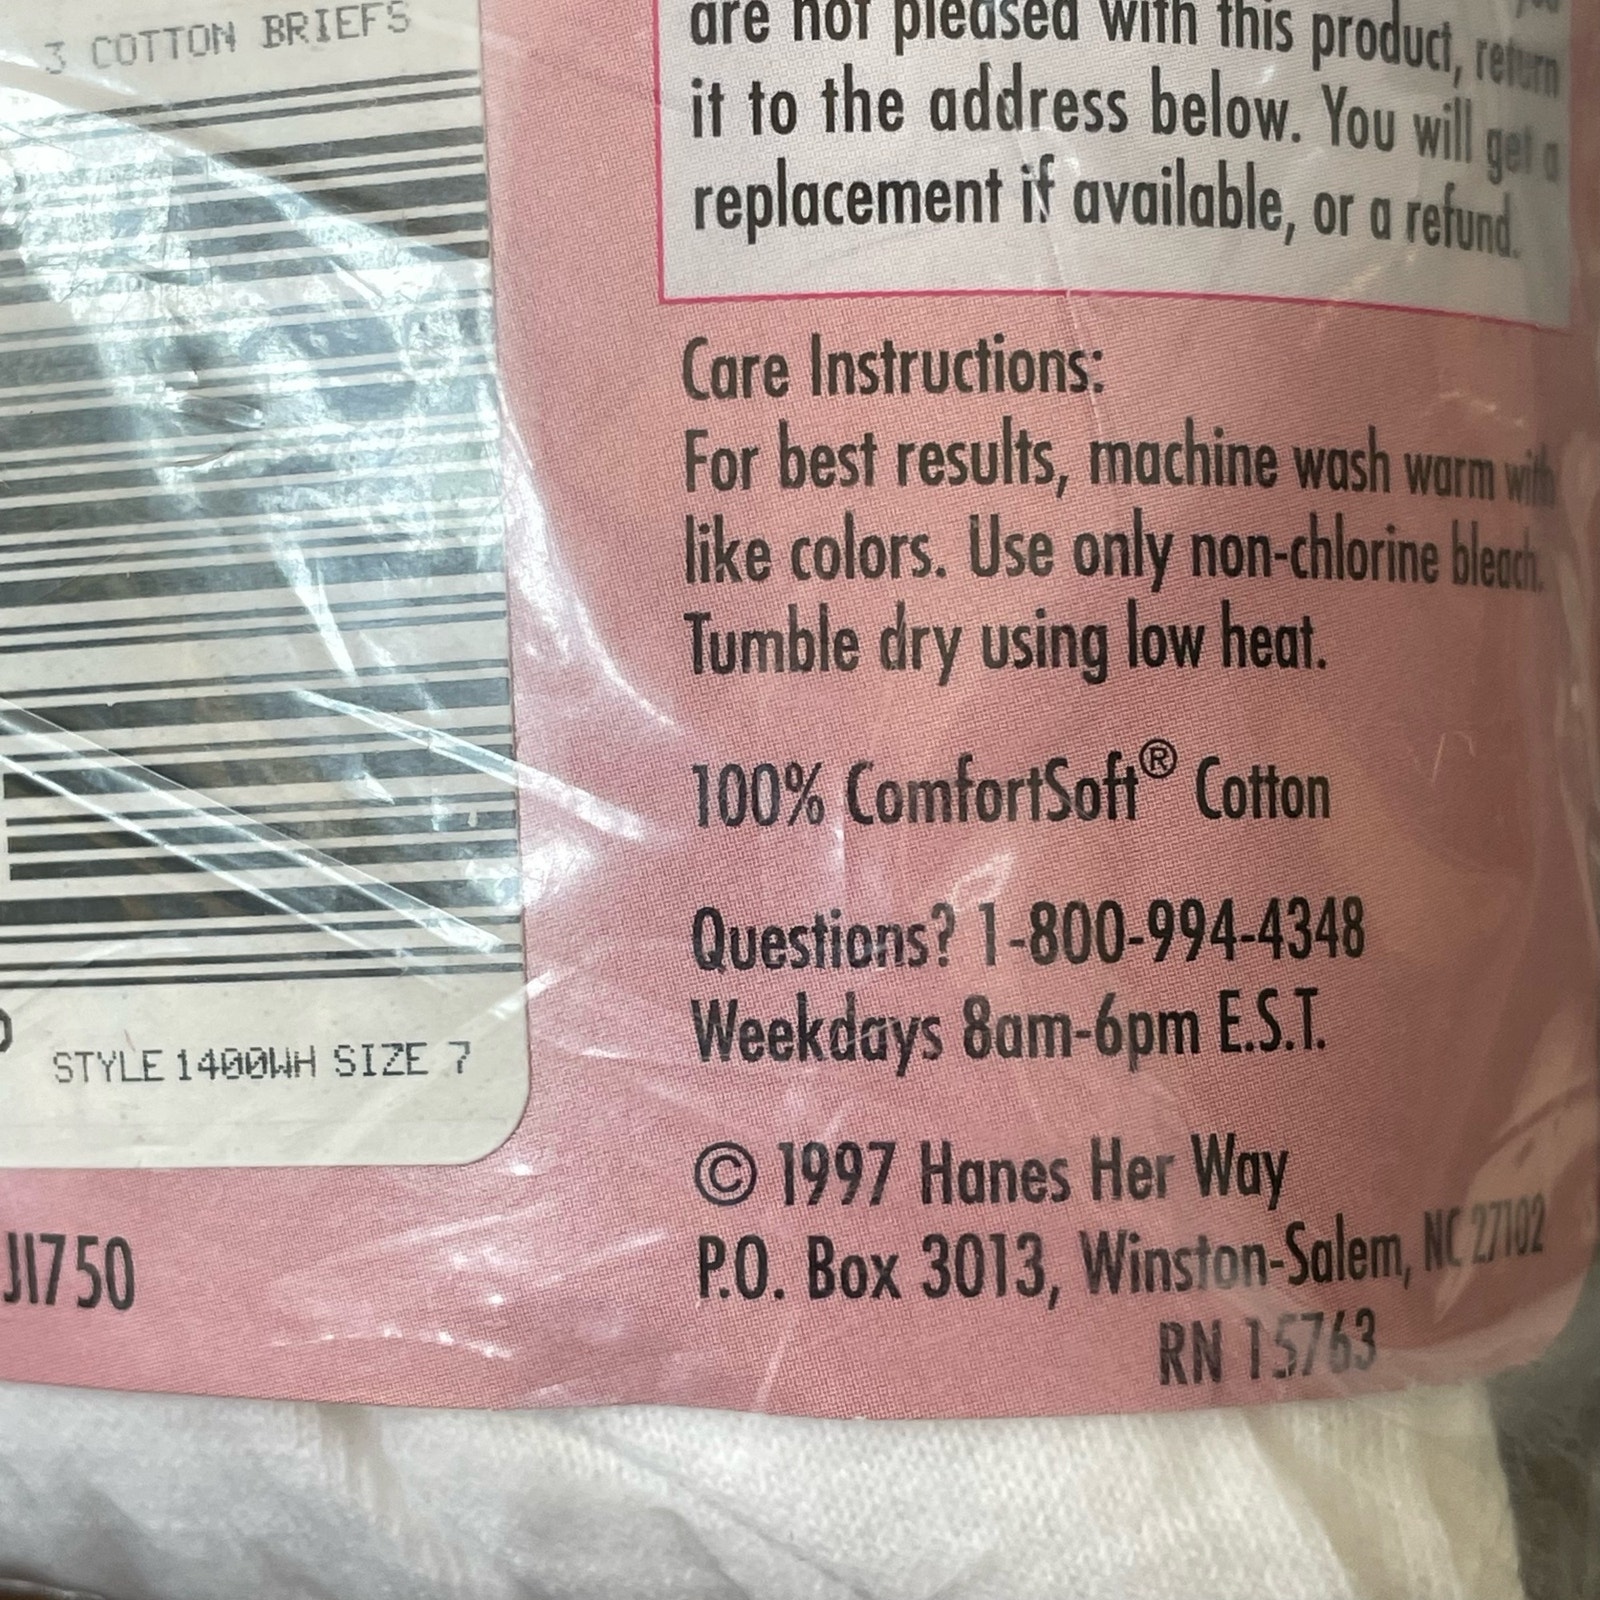 3 COTTON BRIEFS
STYLE 1400WH SIZE 7
JI750
are not pleased with this product, return
it to the address below. You will get a
replacement if available, or a refund.
Care Instructions:
For best results, machine wash warm with
like colors. Use only non-chlorine bleach.
Tumble dry using low heat.
100% ComfortSoft® Cotton
Questions? 1-800-994-4348
Weekdays 8am-6pm E.S.T.
© 1997 Hanes Her Way
P.O. Box 3013, Winston-Salem, NC 27102
RN 15763